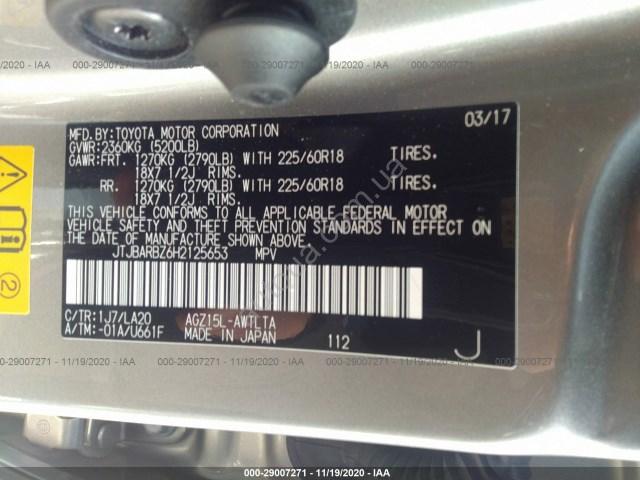 000-29007271 - 11/19/2020 - IAA
MFD.BY:TOYOTA MOTOR CORPORATION 03/17
GVWR:2360KG (5200LB)
GAWR:FRT. 1270KG (2790LB) WITH 225/60R18 TIRES.
18X7 1/2J RIMS.
RR. 1270KG (2790LB) WITH 225/60R18 TIRES.
18X7 1/2J RIMS.
THIS VEHICLE CONFORMS TO ALL APPLICABLE FEDERAL MOTOR
VEHICLE SAFETY AND THEFT PREVENTION STANDARDS IN EFFECT ON
THE DATE OF MANUFACTURE SHOWN ABOVE.
JTJBARBZ6H2125653 MPV
C/TR:1J7/LA20 AGZ15L-AWTLTA
A/TM:-01A/U661F MADE IN JAPAN 112 J
2
000-29007271 - 11/19/2020 - IAA
000-29007271 - 11/19/2020 - IAA